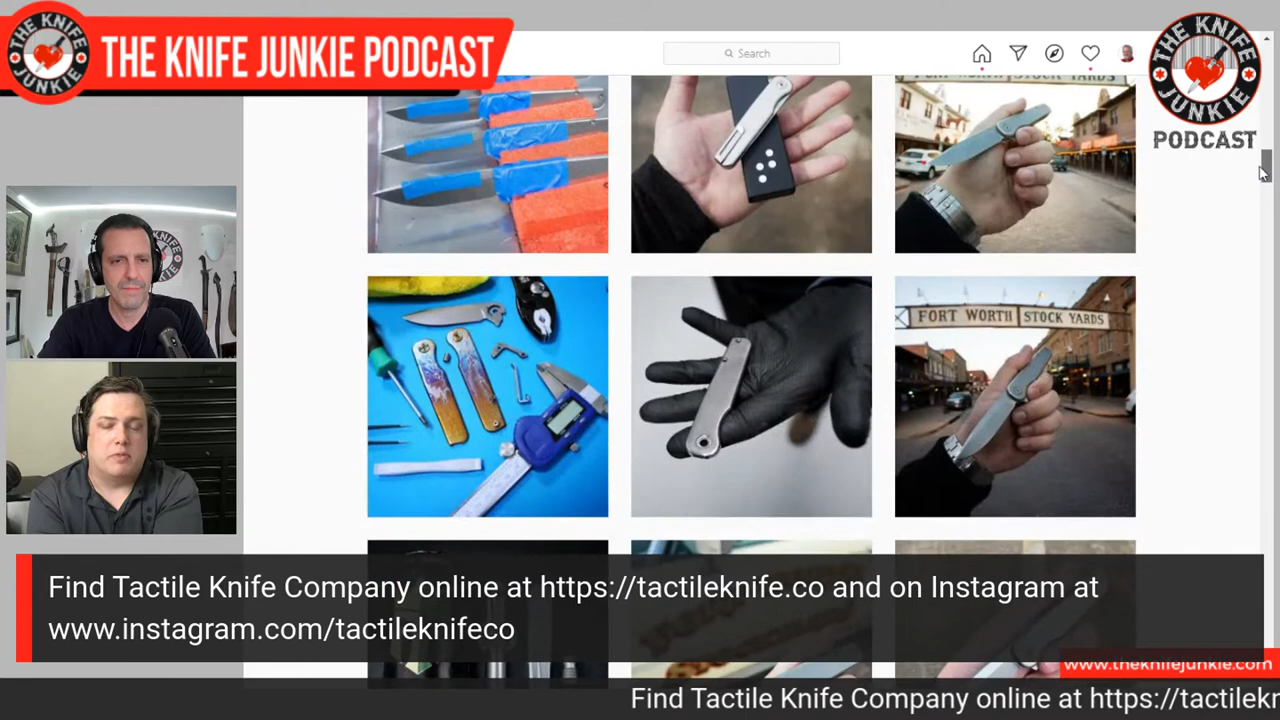 THE KNIFE JUNKIE
THE KNIFE JUNKIE PODCAST
Search
THE KNIFE JUNKIE
PODCAST
FORT WORTH STOCK YARDS
FORT WORTH STOCK YARDS
Find Tactile Knife Company online at https://tactileknife.co and on Instagram at
www.instagram.com/tactileknifeco
www.theknifejunkie.com
Find Tactile Knife Company online at https://tactilekn